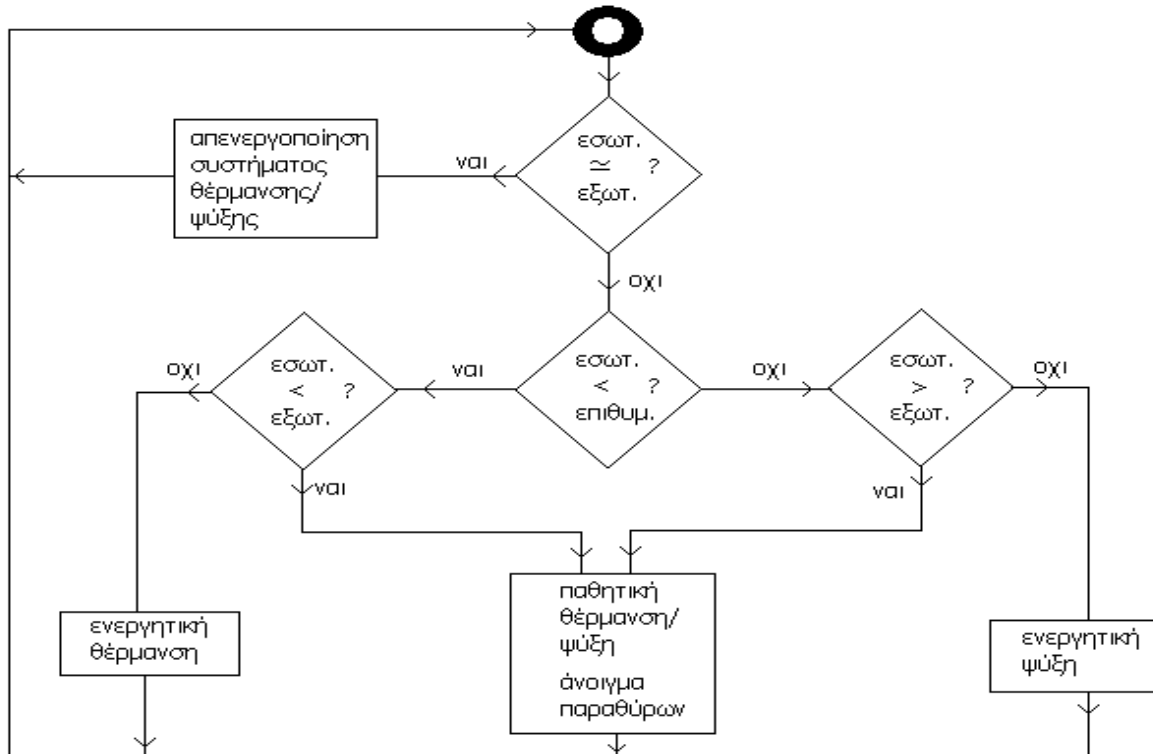 εσωτ.
≃ ?
εξωτ.
ναι
απενεργοποίηση
συστήματος
θέρμανσης/
ψύξης
οχι
εσωτ.
< ?
επιθυμ.
ναι
οχι
εσωτ.
< ?
εξωτ.
οχι
ναι
εσωτ.
> ?
εξωτ.
οχι
ναι
ενεργητική
θέρμανση
παθητική
θέρμανση/
ψύξη
άνοιγμα
παραθύρων
ενεργητική
ψύξη